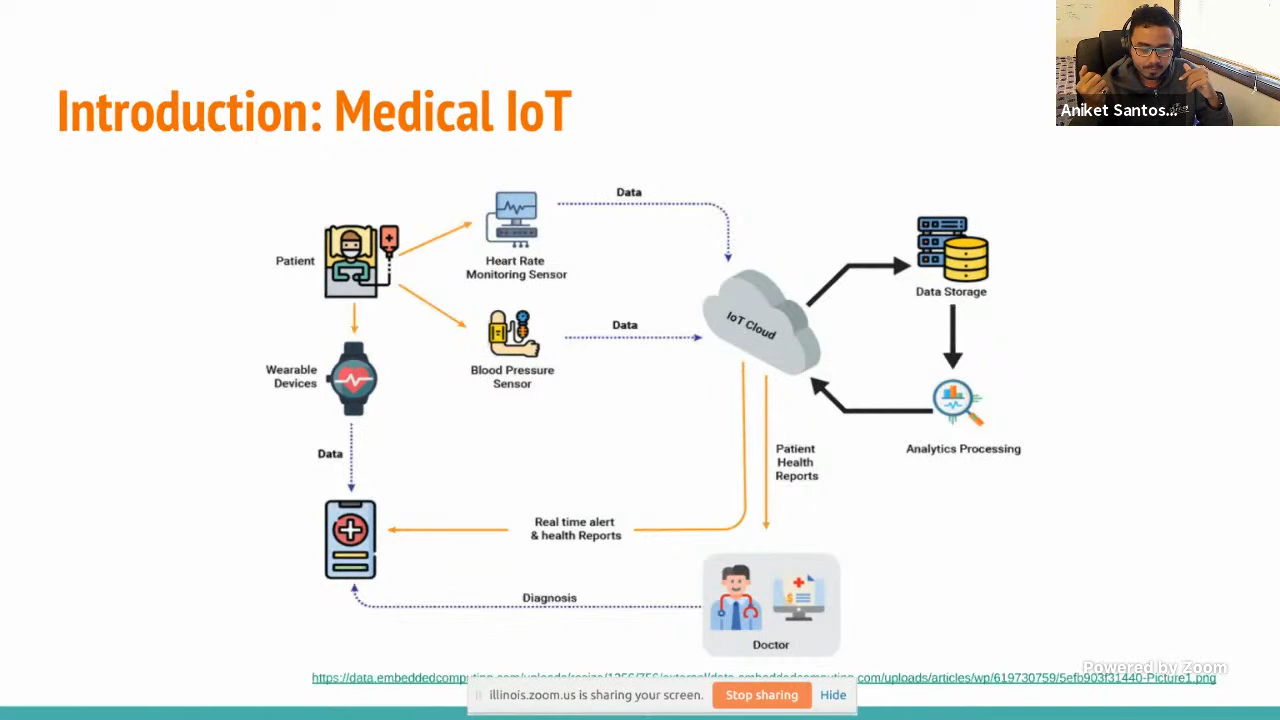 Introduction: Medical IoT
Aniket Santos...
Data
Patient
Heart Rate
Monitoring Sensor
IoT Cloud
Data Storage
Data
Wearable
Devices
Blood Pressure
Sensor
Data
Patient
Health
Reports
Analytics Processing
Real time alert
& health Reports
Diagnosis
Doctor
Powered by Zoom
illinois.zoom.us is sharing your screen.
Stop sharing
Hide